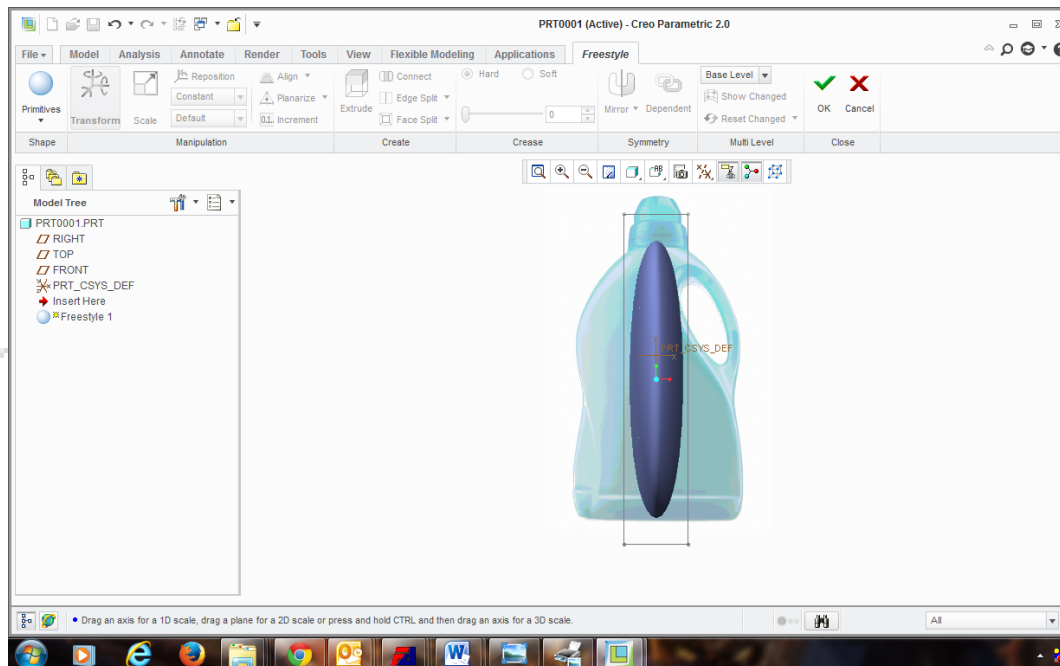 PRT0001 (Active) - Creo Parametric 2.0
File Model Analysis Annotate Render Tools View Flexible Modeling Applications Freestyle
Primitives
Transform
Scale
Reposition
Constant
Default
Align
Planarize
0.1.. Increment
Extrude
Connect
Edge Split
Face Split
Hard Soft
0
Mirror
Dependent
Base Level
Show Changed
Reset Changed
OK
Cancel
Shape Manipulation Create Crease Symmetry Multi Level Close
Model Tree
PRT0001.PRT
RIGHT
TOP
FRONT
PRT_CSYS_DEF
Insert Here
Freestyle 1
PRT_CSYS_DEF
Drag an axis for a 1D scale, drag a plane for a 2D scale or press and hold CTRL and then drag an axis for a 3D scale.
All